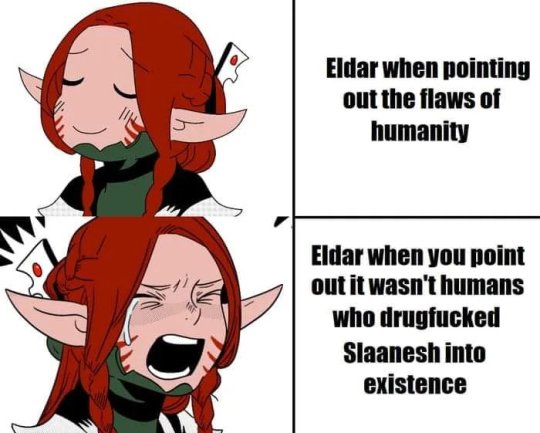 Eldar when pointing
out the flaws of
humanity
Eldar when you point
out it wasn't humans
who drugfucked
Slaanesh into
existence